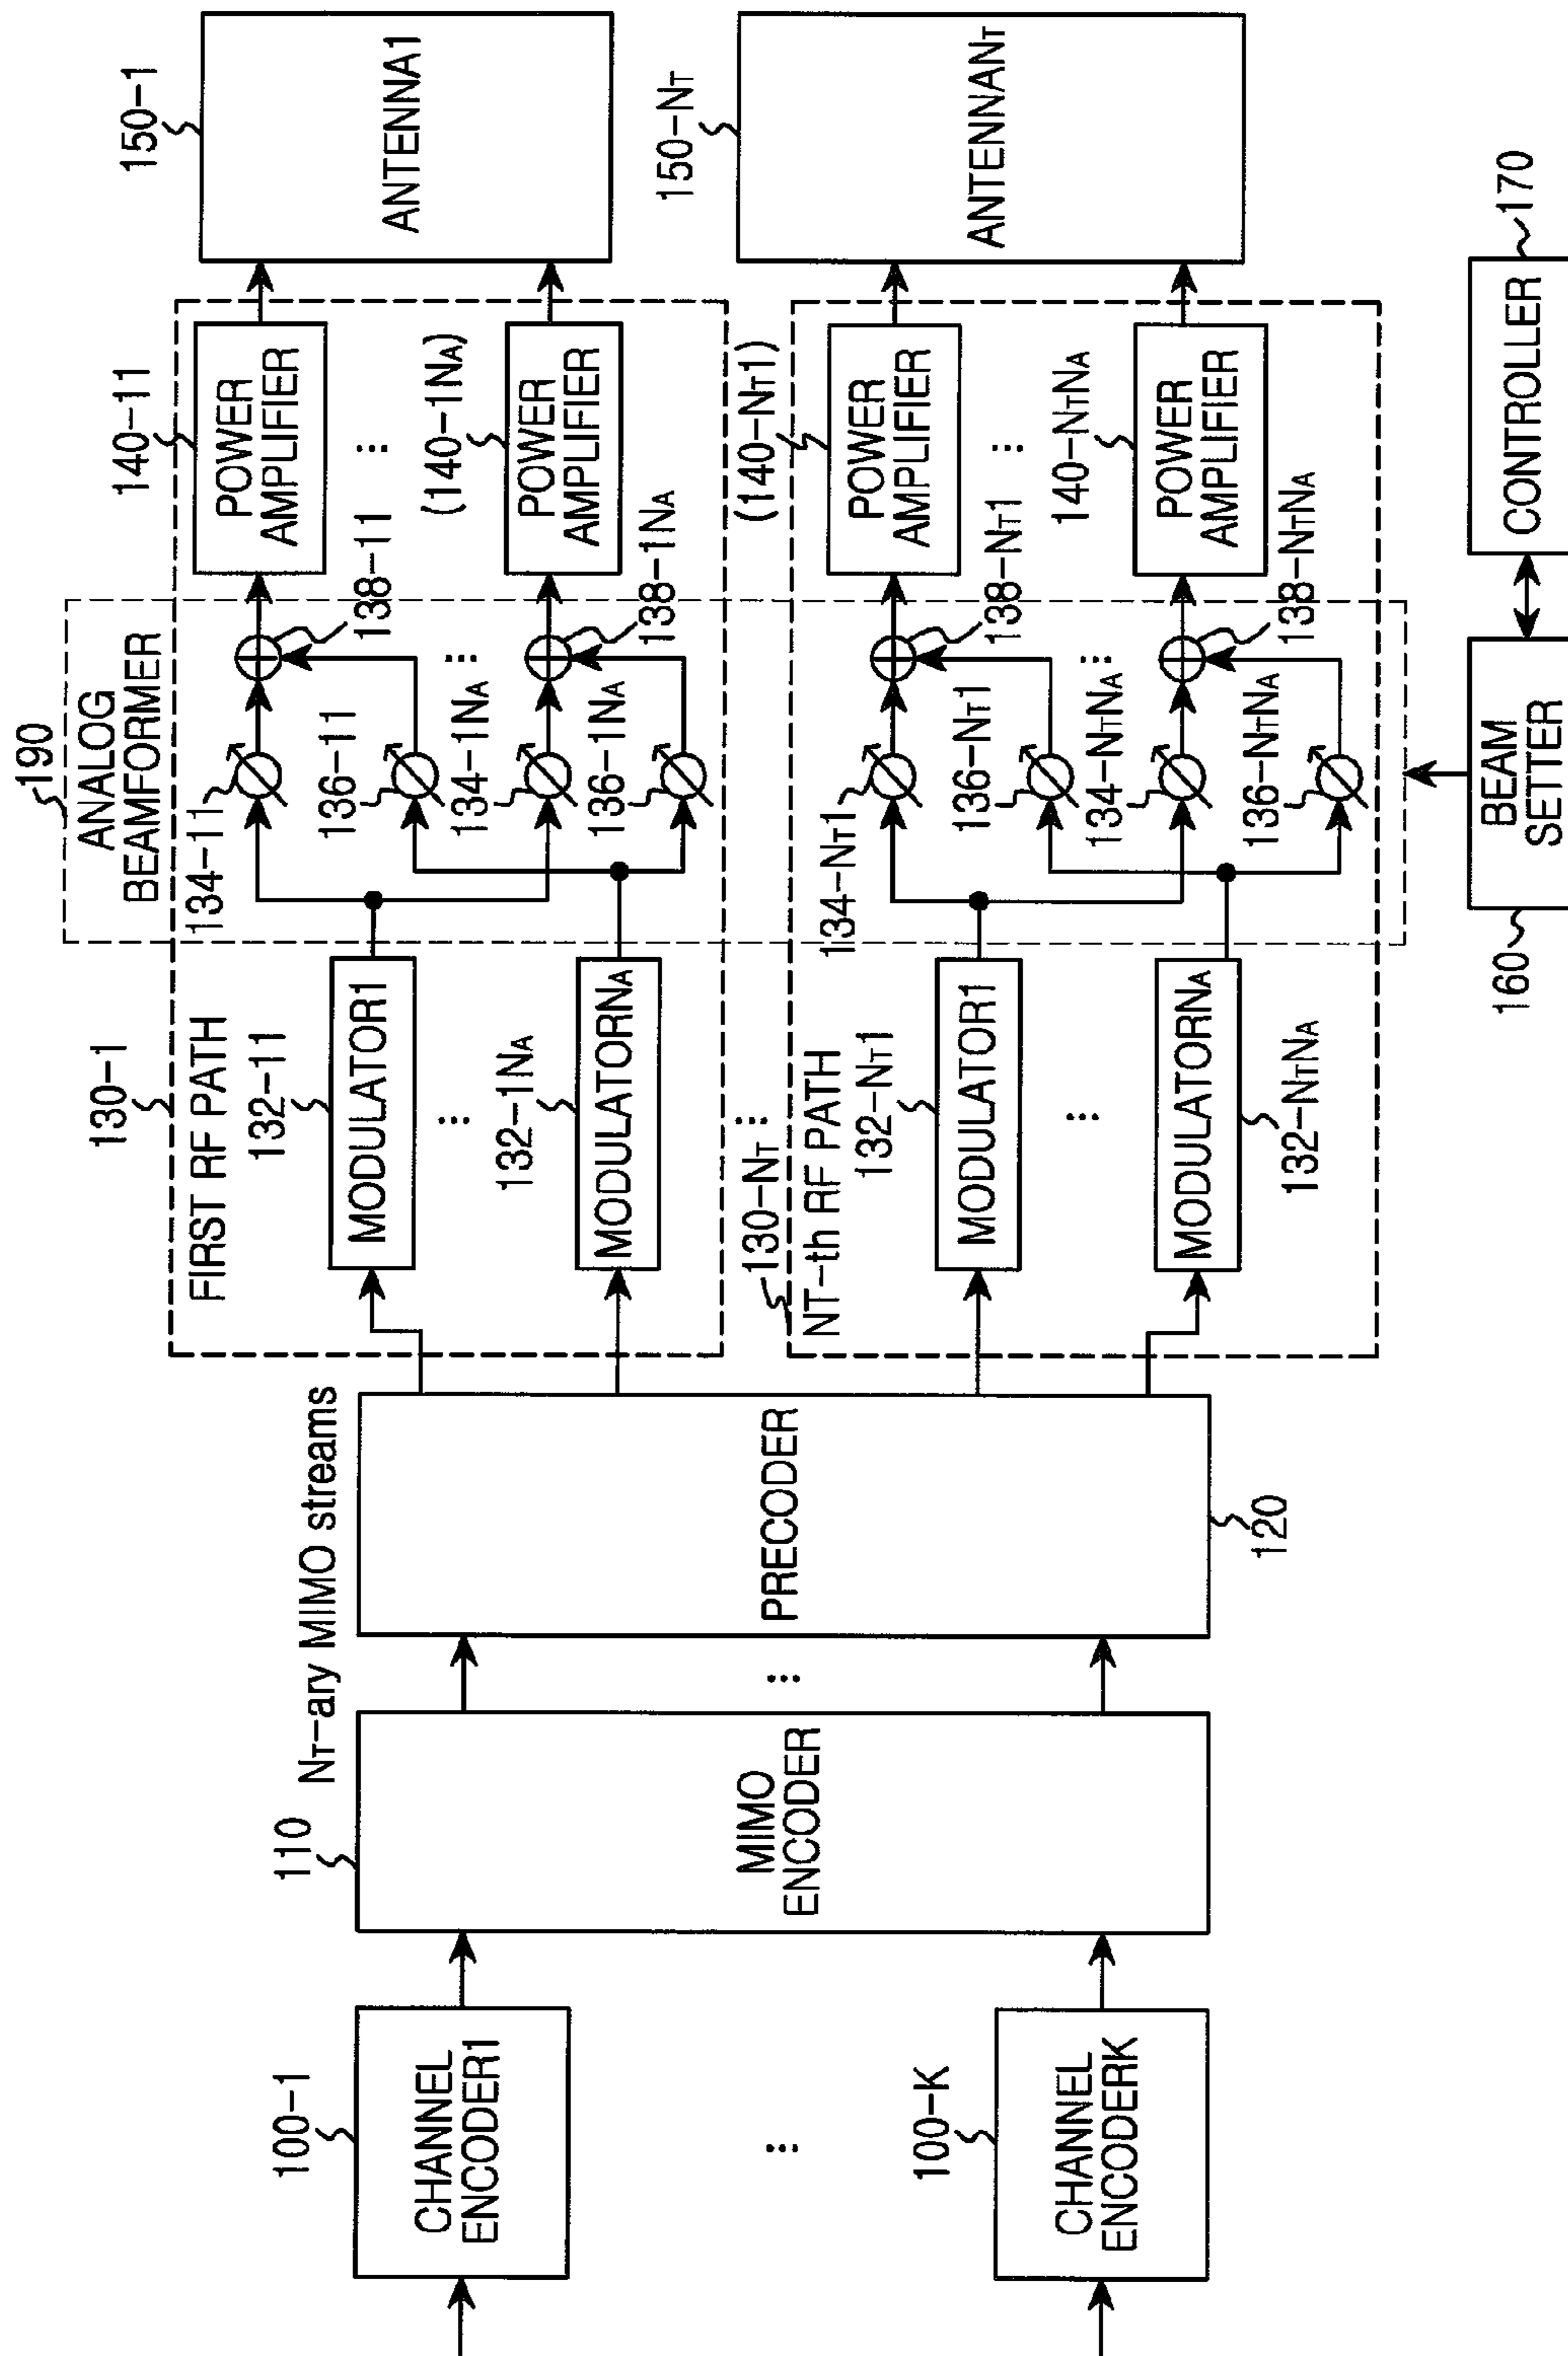 100-1
CHANNEL
ENCODER1
⋮
100-K
CHANNEL
ENCODERK
110
MIMO
ENCODER
⋮
NT-ary MIMO streams
PRECODER
120
130-1
FIRST RF PATH
132-11
MODULATOR1
⋮
132-1NA
MODULATORNA
⋮
130-NT
NT-th RF PATH
132-NT1
MODULATOR1
⋮
MODULATORNA
132-NTNA
190
ANALOG
BEAMFORMER
134-11
136-11
134-1NA
136-1NA
138-11
⋮
138-1NA
134-NT1
136-NT1
134-NTNA
136-NTNA
138-NT1
⋮
138-NTNA
140-11
POWER
AMPLIFIER
⋮
(140-1NA)
POWER
AMPLIFIER
(140-NT1)
POWER
AMPLIFIER
⋮
140-NTNA
POWER
AMPLIFIER
150-1
ANTENNA1
150-NT
ANTENNANT
160
BEAM
SETTER
CONTROLLER
170